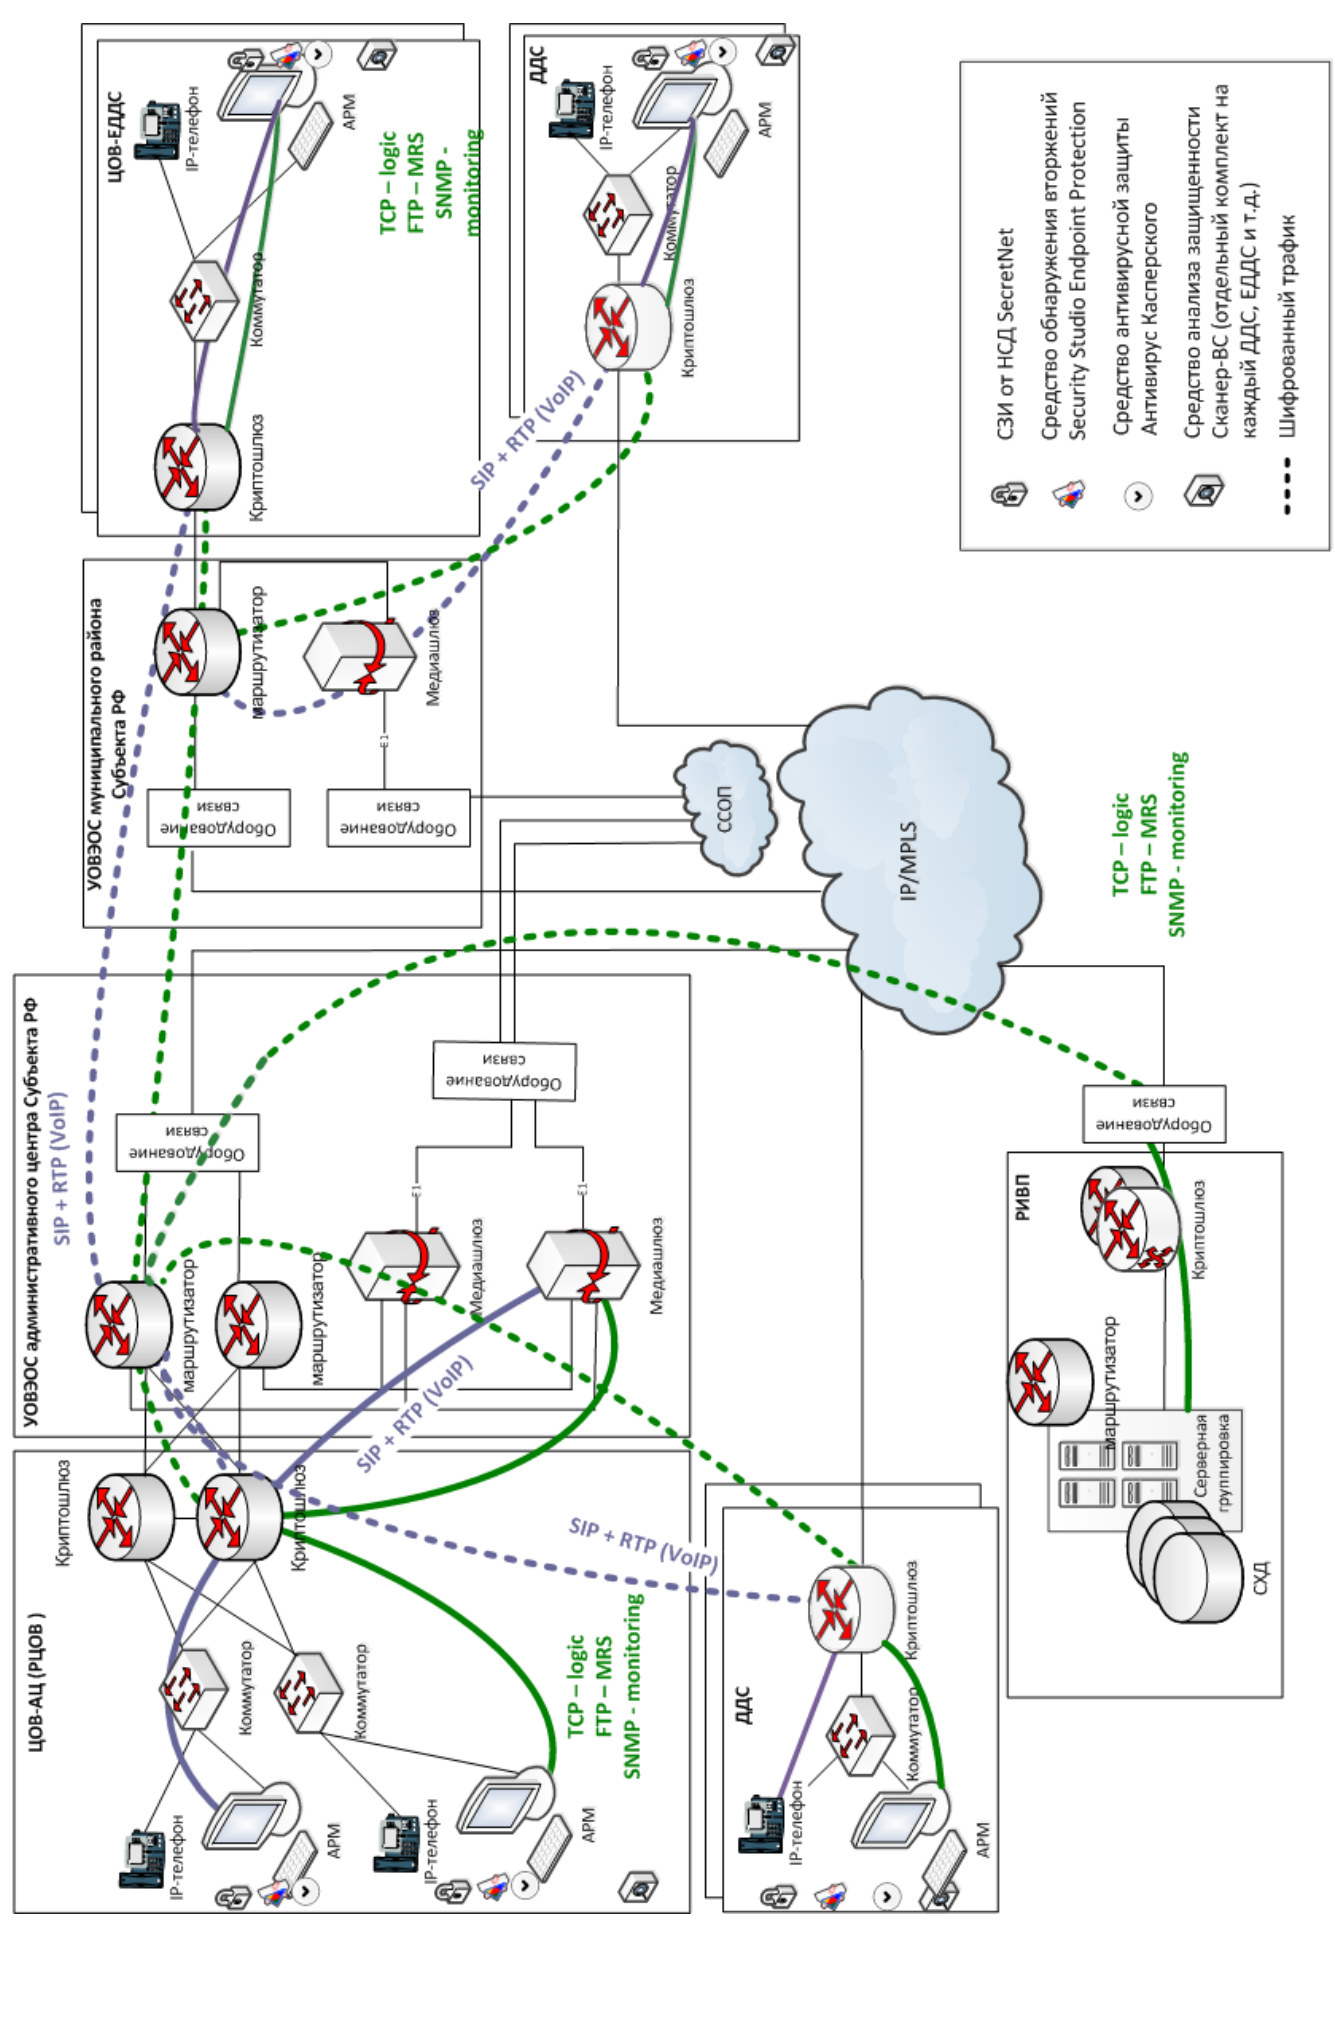 ЦОВ-АЦ (РЦОВ )
Криптошлюз
Криптошлюз
Коммутатор
Коммутатор
IP-телефон
АРМ
IP-телефон
АРМ
TCP – logic
FTP – MRS
SNMP - monitoring
УОВЭОС административного центра Субъекта РФ
SIP + RTP (VoIP)
маршрутизатор
маршрутизатор
Оборудование
связи
Медиашлюз
Медиашлюз
E1
E1
Оборудование
связи
SIP + RTP (VoIP)
УОВЭОС муниципального района
Субъекта РФ
маршрутизатор
Медиашлюз
Оборудование
связи
E1
Оборудование
связи
ЦОВ-ЕДДС
IP-телефон
АРМ
Коммутатор
Криптошлюз
TCP – logic
FTP – MRS
SNMP -
monitoring
ДДС
IP-телефон
АРМ
Коммутатор
Криптошлюз
SIP + RTP (VoIP)
ССОП
IP/MPLS
SIP + RTP (VoIP)
ДДС
IP-телефон
Коммутатор
Криптошлюз
АРМ
РИВП
Оборудование
связи
Криптошлюз
маршрутизатор
Серверная
группировка
СХД
TCP – logic
FTP – MRS
SNMP - monitoring
СЗИ от НСД SecretNet
Средство обнаружения вторжений
Security Studio Endpoint Protection
Средство антивирусной защиты
Антивирус Касперского
Средство анализа защищенности
Сканер-ВС (отдельный комплект на
каждый ДДС, ЕДДС и т.д.)
Шифрованный трафик